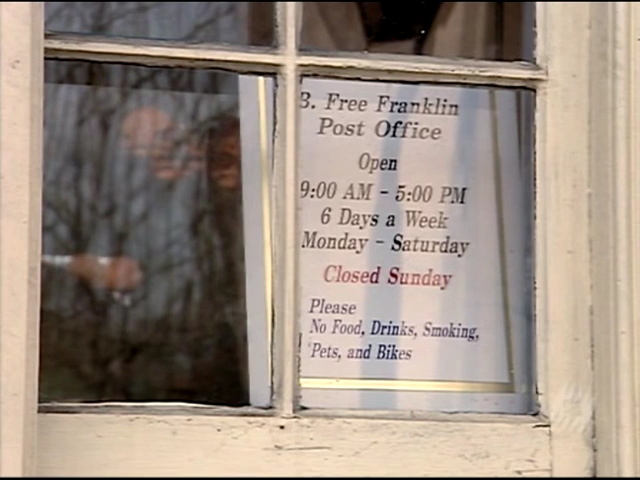 B. Free Franklin
Post Office
Open
9:00 AM - 5:00 PM
6 Days a Week
Monday - Saturday
Closed Sunday
Please
No Food, Drinks, Smoking,
Pets, and Bikes